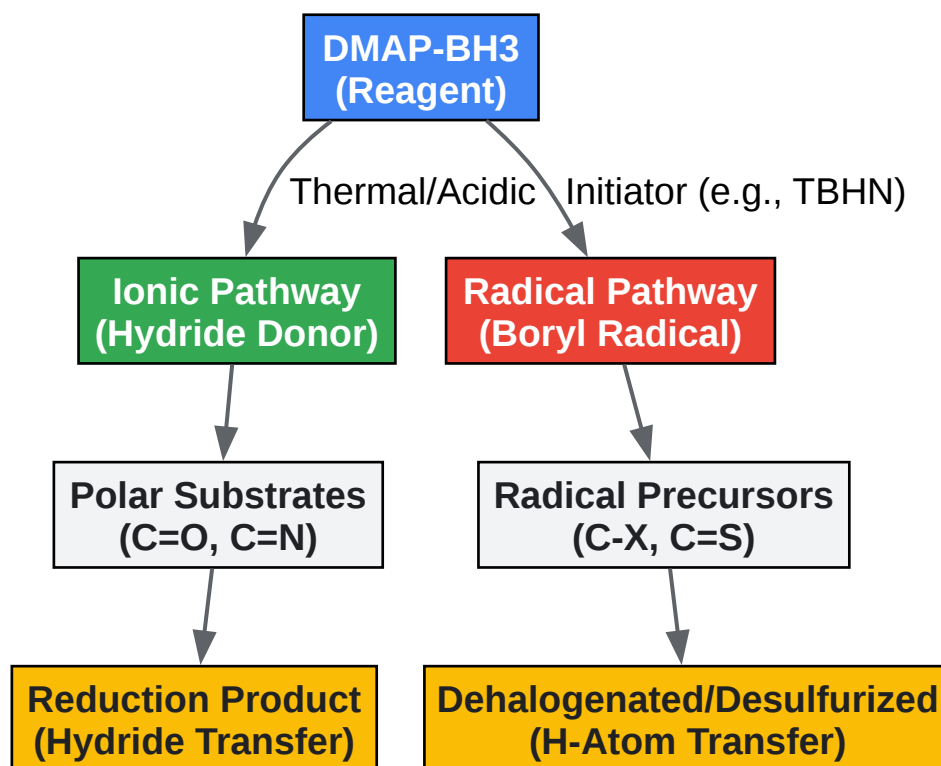 DMAP-BH3
(Reagent)
Thermal/Acidic
Initiator (e.g., TBHN)
Ionic Pathway
(Hydride Donor)
Radical Pathway
(Boryl Radical)
Polar Substrates
(C=O, C=N)
Radical Precursors
(C-X, C=S)
Reduction Product
(Hydride Transfer)
Dehalogenated/Desulfurized
(H-Atom Transfer)